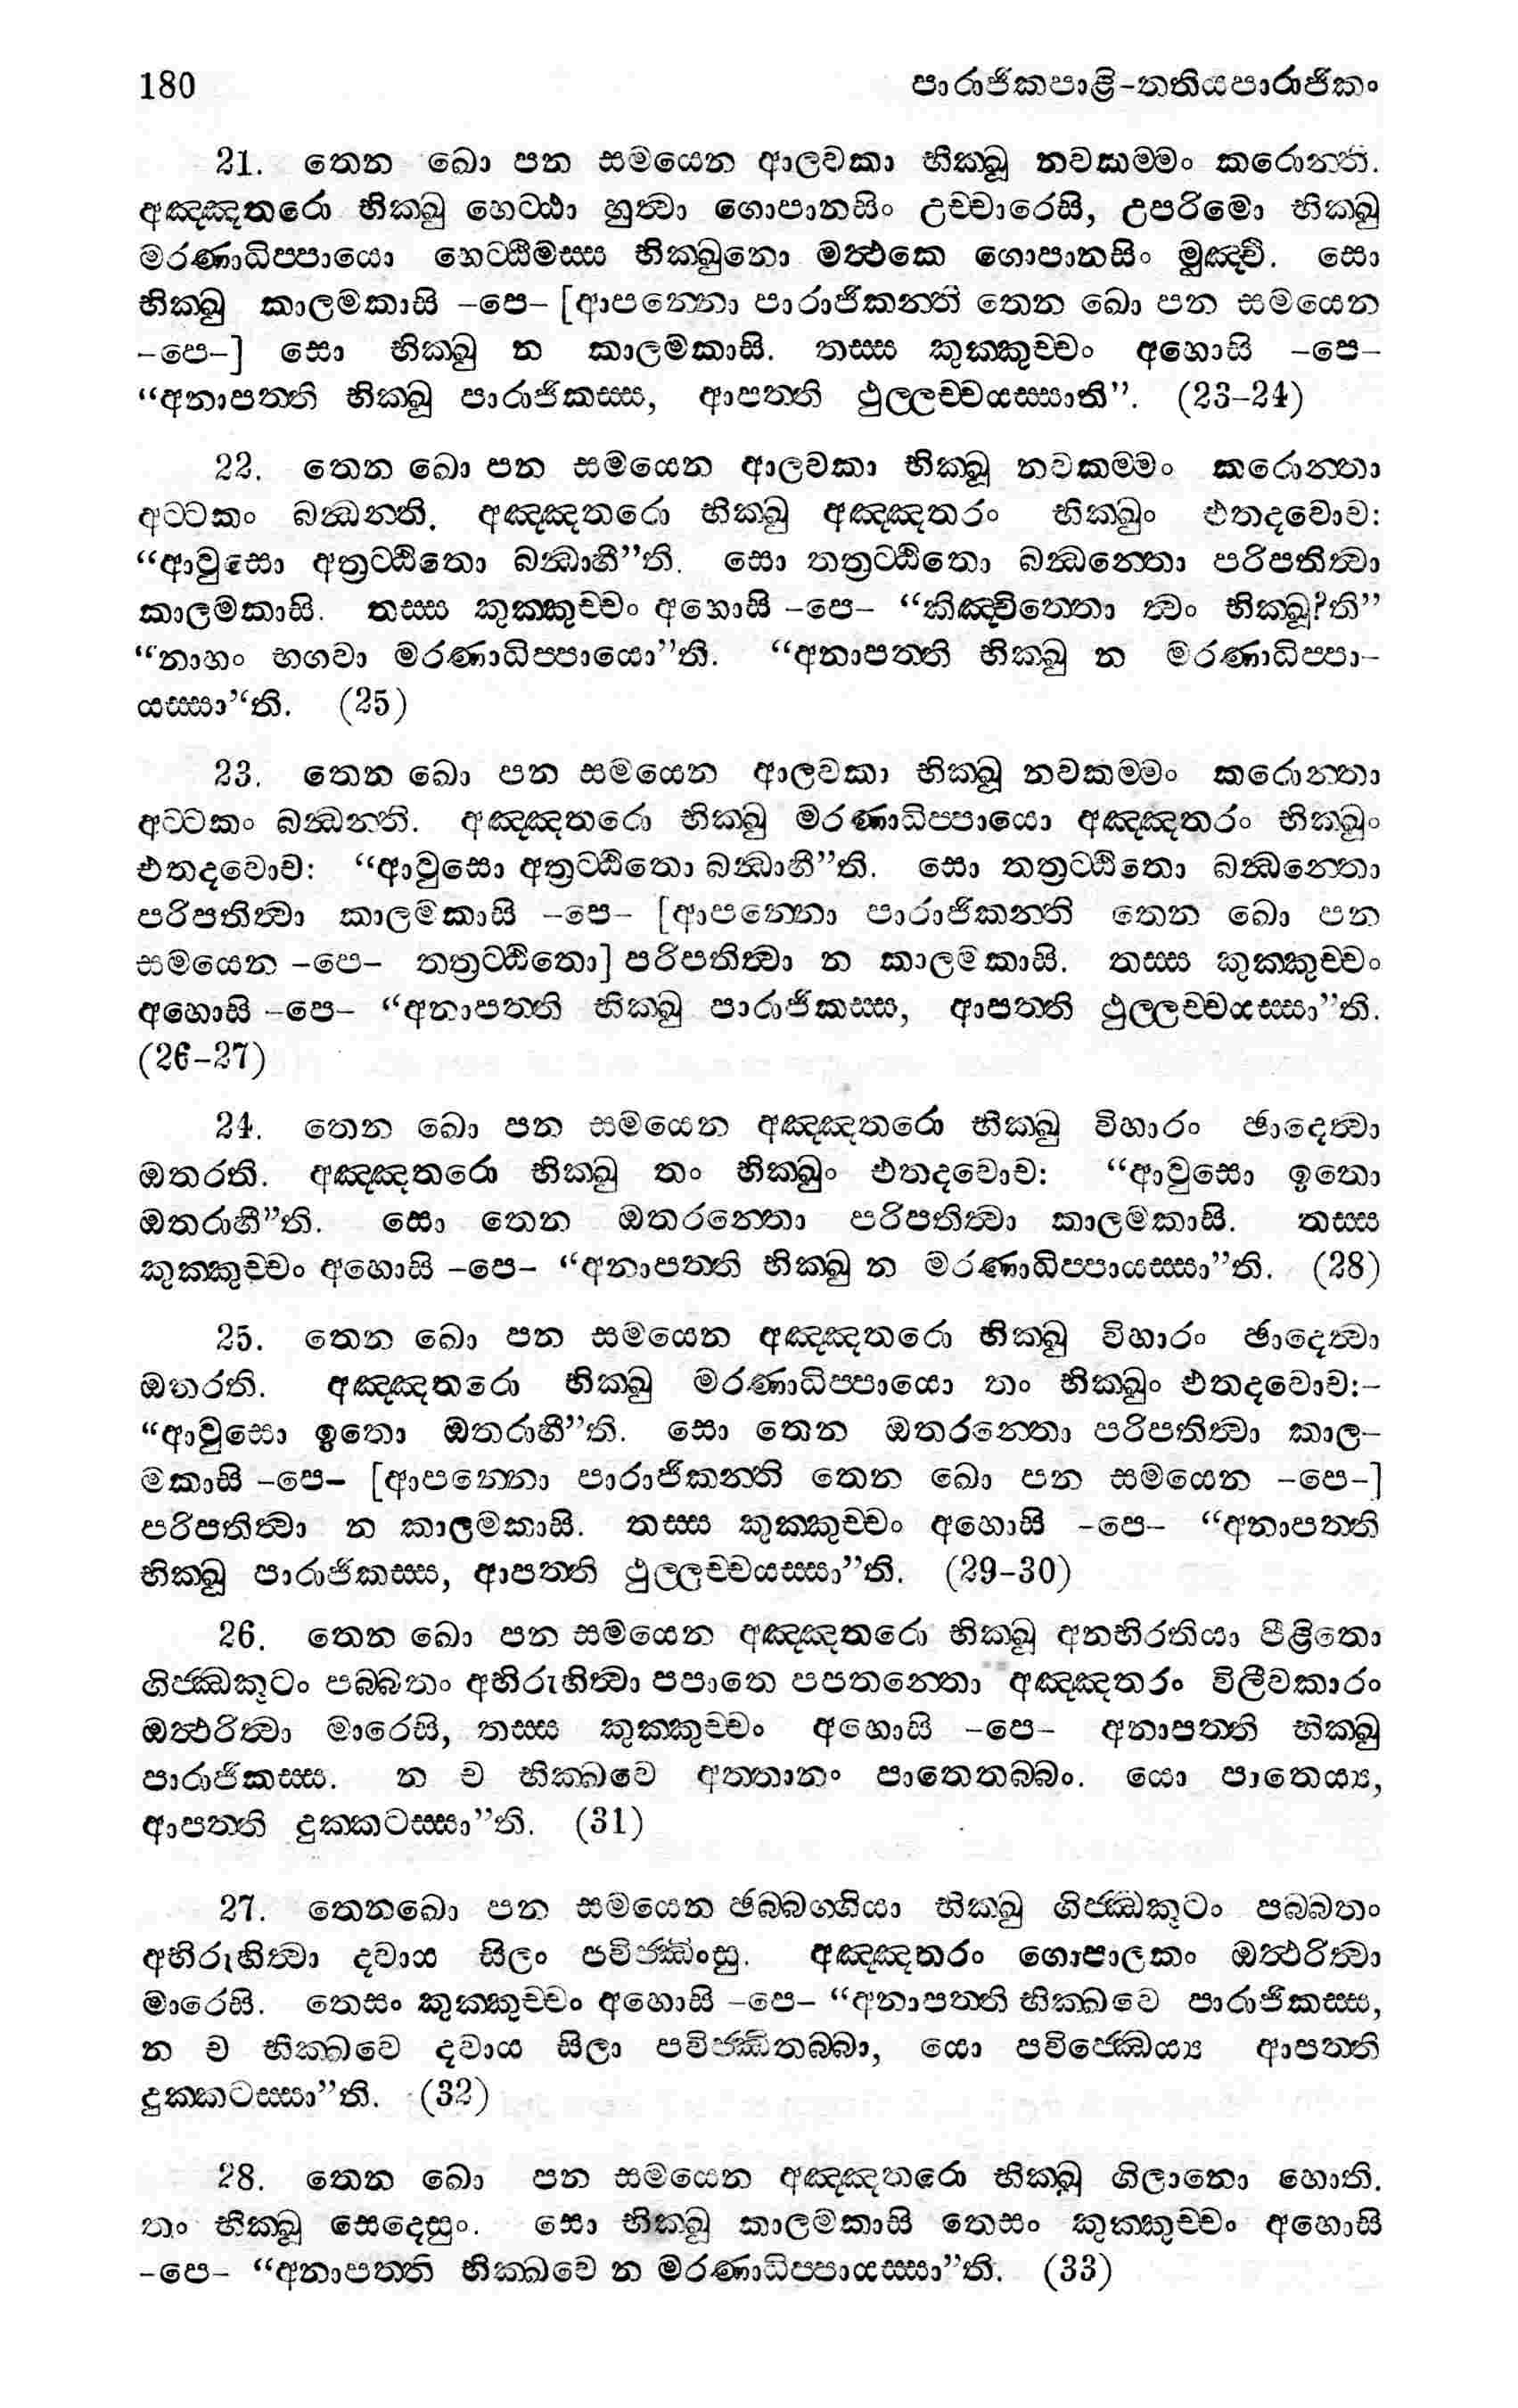 180 පාරාජිකපාළි-තතියපාරාජිකං
21. තෙන ඛො පන සමයෙන ආලවකා භික්ඛූ නවකම්මං කරොන්ති.
අඤ්ඤතරො භික්ඛු හෙට්ඨා හුත්වා ගොපානසිං උච්චාරෙසි, උපරිමො භික්ඛු
මරණාධිප්පායො හෙට්ඨිමස්ස භික්ඛුනො මත්ථකෙ ගොපානසිං මුඤ්චි. සො
භික්ඛු කාලමකාසි -පෙ- [ආපන්නො පාරාජිකන්ති තෙන ඛො පන සමයෙන
-පෙ-] සො භික්ඛු න කාලමකාසි. තස්ස කුක්කුච්චං අහොසි -පෙ-
“අනාපත්ති භික්ඛූ පාරාජිකස්ස, ආපත්ති ථුල්ලච්චයස්සාති”. (23-24)
22. තෙන ඛො පන සමයෙන ආලවකා භික්ඛූ නවකම්මං කරොන්තා
අට්ටකං බන්ධන්ති. අඤ්ඤතරො භික්ඛු අඤ්ඤතරං භික්ඛුං එතදවොච:
“ආවුසො අත්‍රට්ඨිතො බන්ධාහී”ති. සො තත්‍රට්ඨිතො බන්ධන්තො පරිපතිත්වා
කාලමකාසි. තස්ස කුක්කුච්චං අහොසි -පෙ- “කිඤ්චිත්තො ත්වං භික්ඛූ?ති”
“නාහං භගවා මරණාධිප්පායො”ති. “අනාපත්ති භික්ඛු න මරණාධිප්පා-
යස්සා“ති. (25)
23. තෙන ඛො පන සමයෙන ආලවකා භික්ඛූ නවකම්මං කරොන්තා
අට්ටකං බන්ධන්ති. අඤ්ඤතරො භික්ඛු මරණාධිප්පායො අඤ්ඤතරං භික්ඛූං
එතදවොච: “ආවුසො අත්‍රට්ඨිතො බන්ධාහී”ති. සො තත්‍රට්ඨිතො බන්ධන්තො
පරිපතිත්වා කාලමකාසි -පෙ- [ආපන්නො පාරාජිකන්ති තෙන ඛො පන
සමයෙන -පෙ- තත්‍රට්ඨිතො] පරිපතිත්වා න කාලමකාසි. තස්ස කුක්කුච්චං
අහොසි -පෙ- “අනාපත්ති භික්ඛු පාරාජිකස්ස, ආපත්ති ථුල්ලච්චයස්සා”ති.
(26-27)
24. තෙන ඛො පන සමයෙන අඤ්ඤතරො භික්ඛු විහාරං ඡාදෙත්වා
ඔතරති. අඤ්ඤතරො භික්ඛු තං භික්ඛුං එතදවොච: “ආවුසො ඉතො
ඔතරාහී”ති. සො තෙන ඔතරන්තො පරිපතිත්වා කාලමකාසි. තස්ස
කුක්කුච්චං අහොසි -පෙ- “අනාපත්ති භික්ඛු න මරණාධිප්පායස්සා”ති. (28)
25. තෙන ඛො පන සමයෙන අඤ්ඤතරො භික්ඛු විහාරං ඡාදෙත්වා
ඔතරති. අඤ්ඤතරො භික්ඛු මරණාධිප්පායො තං භික්ඛුං එතදවොච:-
“ආවුසො ඉතො ඔතරාහී”ති. සො තෙන ඔතරන්තො පරිපතිත්වා කාල-
මකාසි -පෙ- [ආපන්නො පාරාජිකන්ති තෙන ඛො පන සමයෙන -පෙ-]
පරිපතිත්වා න කාලමකාසි. තස්ස කුක්කුච්චං අහොසි -පෙ- “අනාපත්ති
භික්ඛූ පාරාජිකස්ස, ආපත්ති ථුල්ලච්චයස්සා”ති. (29-30)
26. තෙන ඛො පන සමයෙන අඤ්ඤතරො භික්ඛූ අනභිරතියා පීළිතො
ගිජ්ඣකූටං පබ්බතං අභිරුහිත්වා පපාතෙ පපතන්තො අඤ්ඤතරං විලීවකාරං
ඔත්ථරිත්වා මාරෙසි, තස්ස කුක්කුච්චං අහොසි -පෙ- අනාපත්ති භික්ඛු
පාරාජිකස්ස. න ච භික්ඛවෙ අත්තානං පාතෙතබ්බං. යො පාතෙය්‍ය,
ආපත්ති දුක්කටස්සා”ති. (31)
27. තෙනඛො පන සමයෙන ඡබ්බග්ගියා භික්ඛු ගිජ්ඣකූටං පබ්බතං
අභිරුහිත්වා දවාය සිලං පවිජ්ඣිංසු. අඤ්ඤතරං ගොපාලකං ඔත්ථරිත්වා
මාරෙසි. තෙසං කුක්කුච්චං අහොසි -පෙ- “අනාපත්ති භික්ඛවෙ පාරාජිකස්ස,
න ච භික්ඛවෙ දවාය සිලා පවිජ්ඣිතබ්බා, යො පවිජ්ඣෙය්‍ය ආපත්ති
දුක්කටස්සා”ති. (32)
28. තෙන ඛො පන සමයෙන අඤ්ඤතරො භික්ඛූ ගිලානො හොති.
තං භික්ඛූ සෙදෙසුං. සො භික්ඛූ කාලමකාසි තෙසං කුක්කුච්චං අහොසි
-පෙ- “අනාපත්ති භික්ඛවෙ න මරණාධිප්පායස්සා”ති. (33)